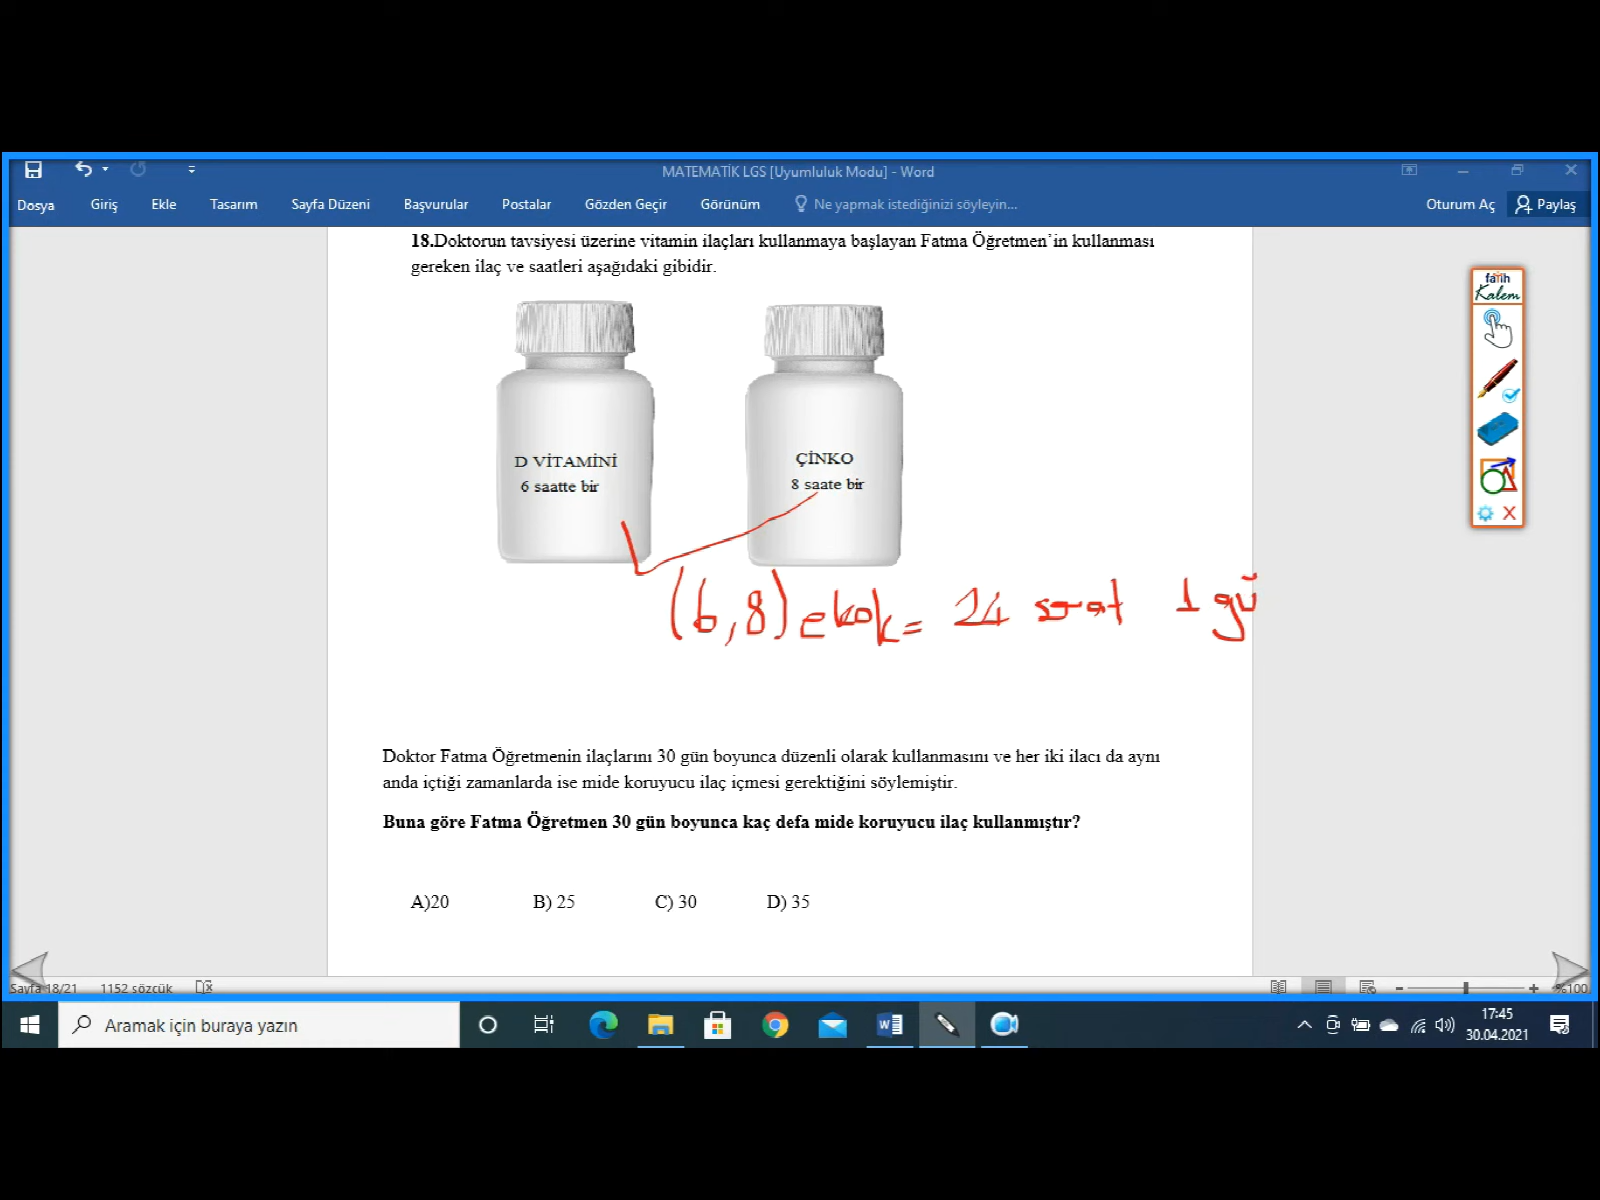 MATEMATİK LGS [Uyumluluk Modu] - Word
Dosya Giriş Ekle Tasarım Sayfa Düzeni Başvurular Postalar Gözden Geçir Görünüm Ne yapmak istediğinizi söyleyin... Oturum Aç Paylaş
18.Doktorun tavsiyesi üzerine vitamin ilaçları kullanmaya başlayan Fatma Öğretmen'in kullanması
gereken ilaç ve saatleri aşağıdaki gibidir.
fatih
Kalem
D VİTAMİNİ
6 saatte bir
ÇİNKO
8 saate bir
(6,8) ekok = 24 saat 1 gü
Doktor Fatma Öğretmenin ilaçlarını 30 gün boyunca düzenli olarak kullanmasını ve her iki ilacı da aynı
anda içtiği zamanlarda ise mide koruyucu ilaç içmesi gerektiğini söylemiştir.
Buna göre Fatma Öğretmen 30 gün boyunca kaç defa mide koruyucu ilaç kullanmıştır?
A)20 B) 25 C) 30 D) 35
Sayfa 18/21 1152 sözcük %100
Aramak için buraya yazın
17:45
30.04.2021